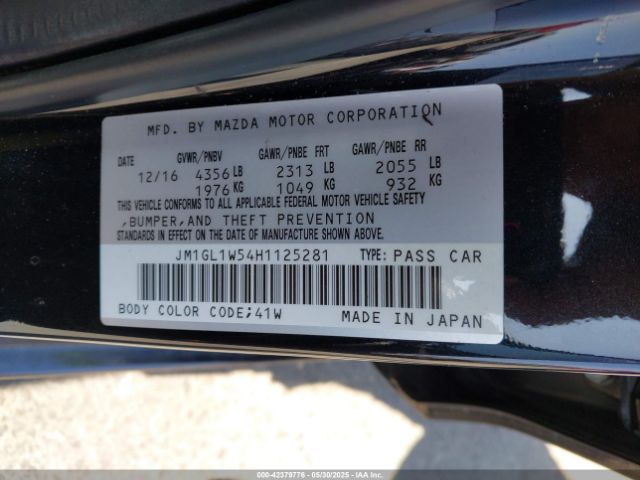 MFD. BY MAZDA MOTOR CORPORATION
DATE GVWR/PNBV GAWR/PNBE FRT GAWR/PNBE RR
12/16 4356 LB 2313 LB 2055 LB
1976 KG 1049 KG 932 KG
THIS VEHICLE CONFORMS TO ALL APPLICABLE FEDERAL MOTOR VEHICLE SAFETY
,BUMPER,AND THEFT PREVENTION
STANDARDS IN EFFECT ON THE DATE OF MANUFACTURE SHOWN ABOVE.
JM1GL1W54H1125281 TYPE: PASS CAR
BODY COLOR CODE;41W MADE IN JAPAN
000-42379776 - 05/30/2025 - IAA Inc.